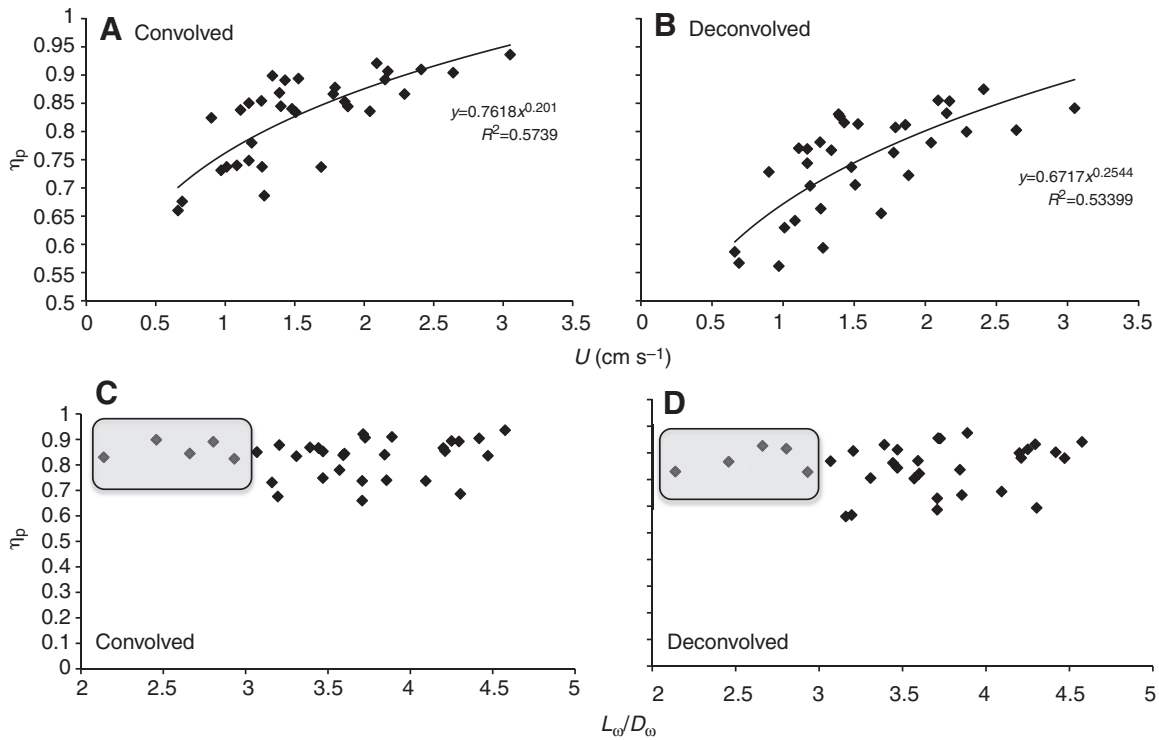 A Convolved
1
0.95
0.9
0.85
0.8
0.75
0.7
0.65
0.6
0.55
0.5
ηp
y=0.7618x^0.201
R²=0.5739
0 0.5 1 1.5 2 2.5 3 3.5
B Deconvolved
y=0.6717x^0.2544
R²=0.53399
0 0.5 1 1.5 2 2.5 3 3.5
U (cm s⁻¹)
C
1
0.9
0.8
0.7
0.6
0.5
0.4
0.3
0.2
0.1
0
ηp
Convolved
2 2.5 3 3.5 4 4.5 5
D
Deconvolved
2 2.5 3 3.5 4 4.5 5
Lω/Dω